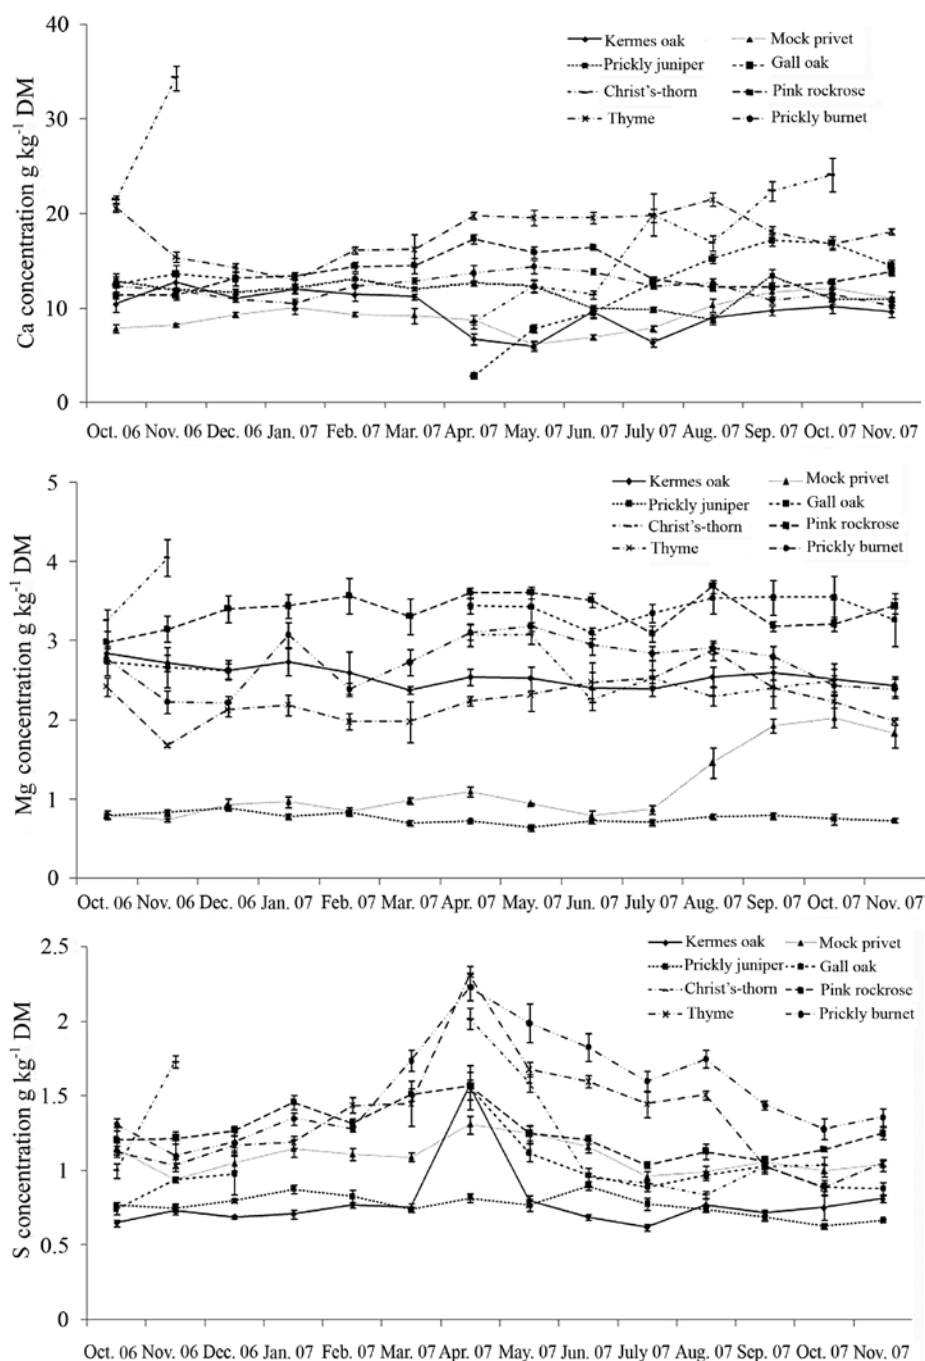 Ca concentration g kg-1 DM
40
30
20
10
0
Kermes oak
Prickly juniper
Christ's-thorn
Thyme
Mock privet
Gall oak
Pink rockrose
Prickly burnet
Oct. 06 Nov. 06 Dec. 06 Jan. 07 Feb. 07 Mar. 07 Apr. 07 May. 07 Jun. 07 July 07 Aug. 07 Sep. 07 Oct. 07 Nov. 07
Mg concentration g kg-1 DM
5
4
3
2
1
0
Kermes oak
Prickly juniper
Christ's-thorn
Thyme
Mock privet
Gall oak
Pink rockrose
Prickly burnet
Oct. 06 Nov. 06 Dec. 06 Jan. 07 Feb. 07 Mar. 07 Apr. 07 May. 07 Jun. 07 July 07 Aug. 07 Sep. 07 Oct. 07 Nov. 07
S concentration g kg-1 DM
2.5
2
1.5
1
0.5
0
Kermes oak
Prickly juniper
Christ's-thorn
Thyme
Mock privet
Gall oak
Pink rockrose
Prickly burnet
Oct. 06 Nov. 06 Dec. 06 Jan. 07 Feb. 07 Mar. 07 Apr. 07 May. 07 Jun. 07 July 07 Aug. 07 Sep. 07 Oct. 07 Nov. 07